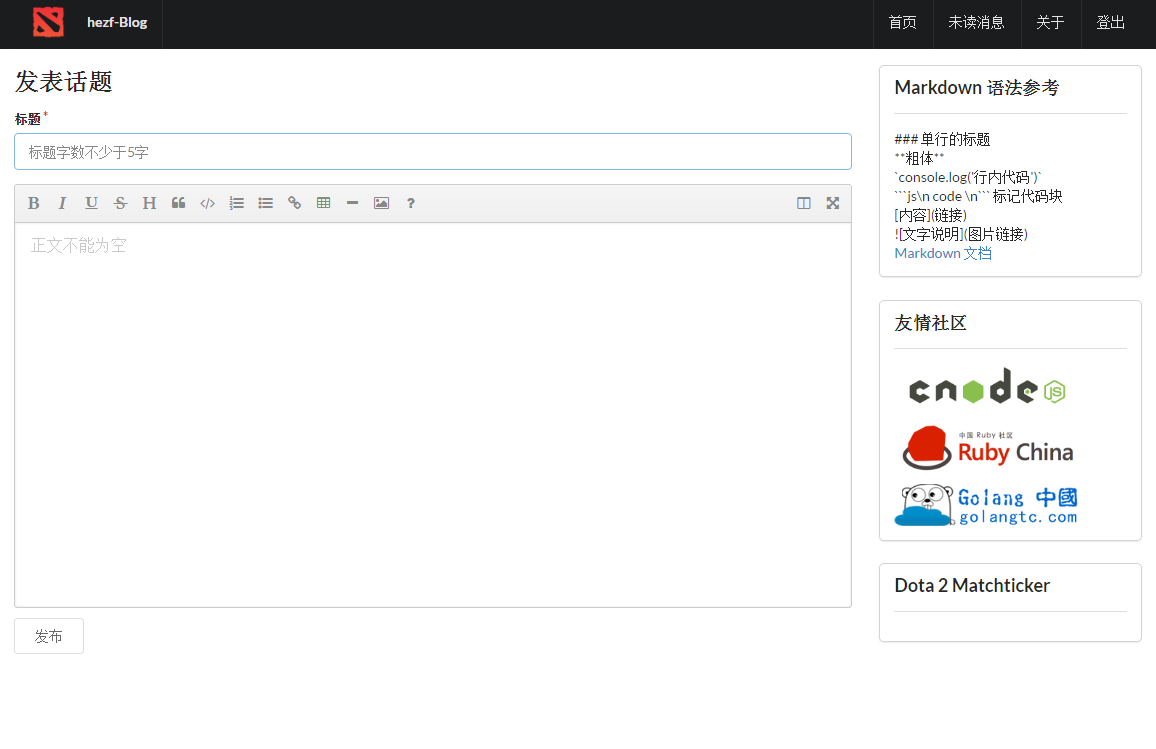 hezf-Blog
首页
未读消息
关于
登出
发表话题
标题*
标题字数不少于5字
B I U S H
?
正文不能为空
发布
Markdown 语法参考
### 单行的标题
**粗体**
`console.log('行内代码')`
```js\n code \n``` 标记代码块
[内容](链接)
![文字说明](图片链接)
Markdown 文档
友情社区
cnode JS
中国 Ruby 社区
Ruby China
Golang 中國
golangtc.com
Dota 2 Matchticker